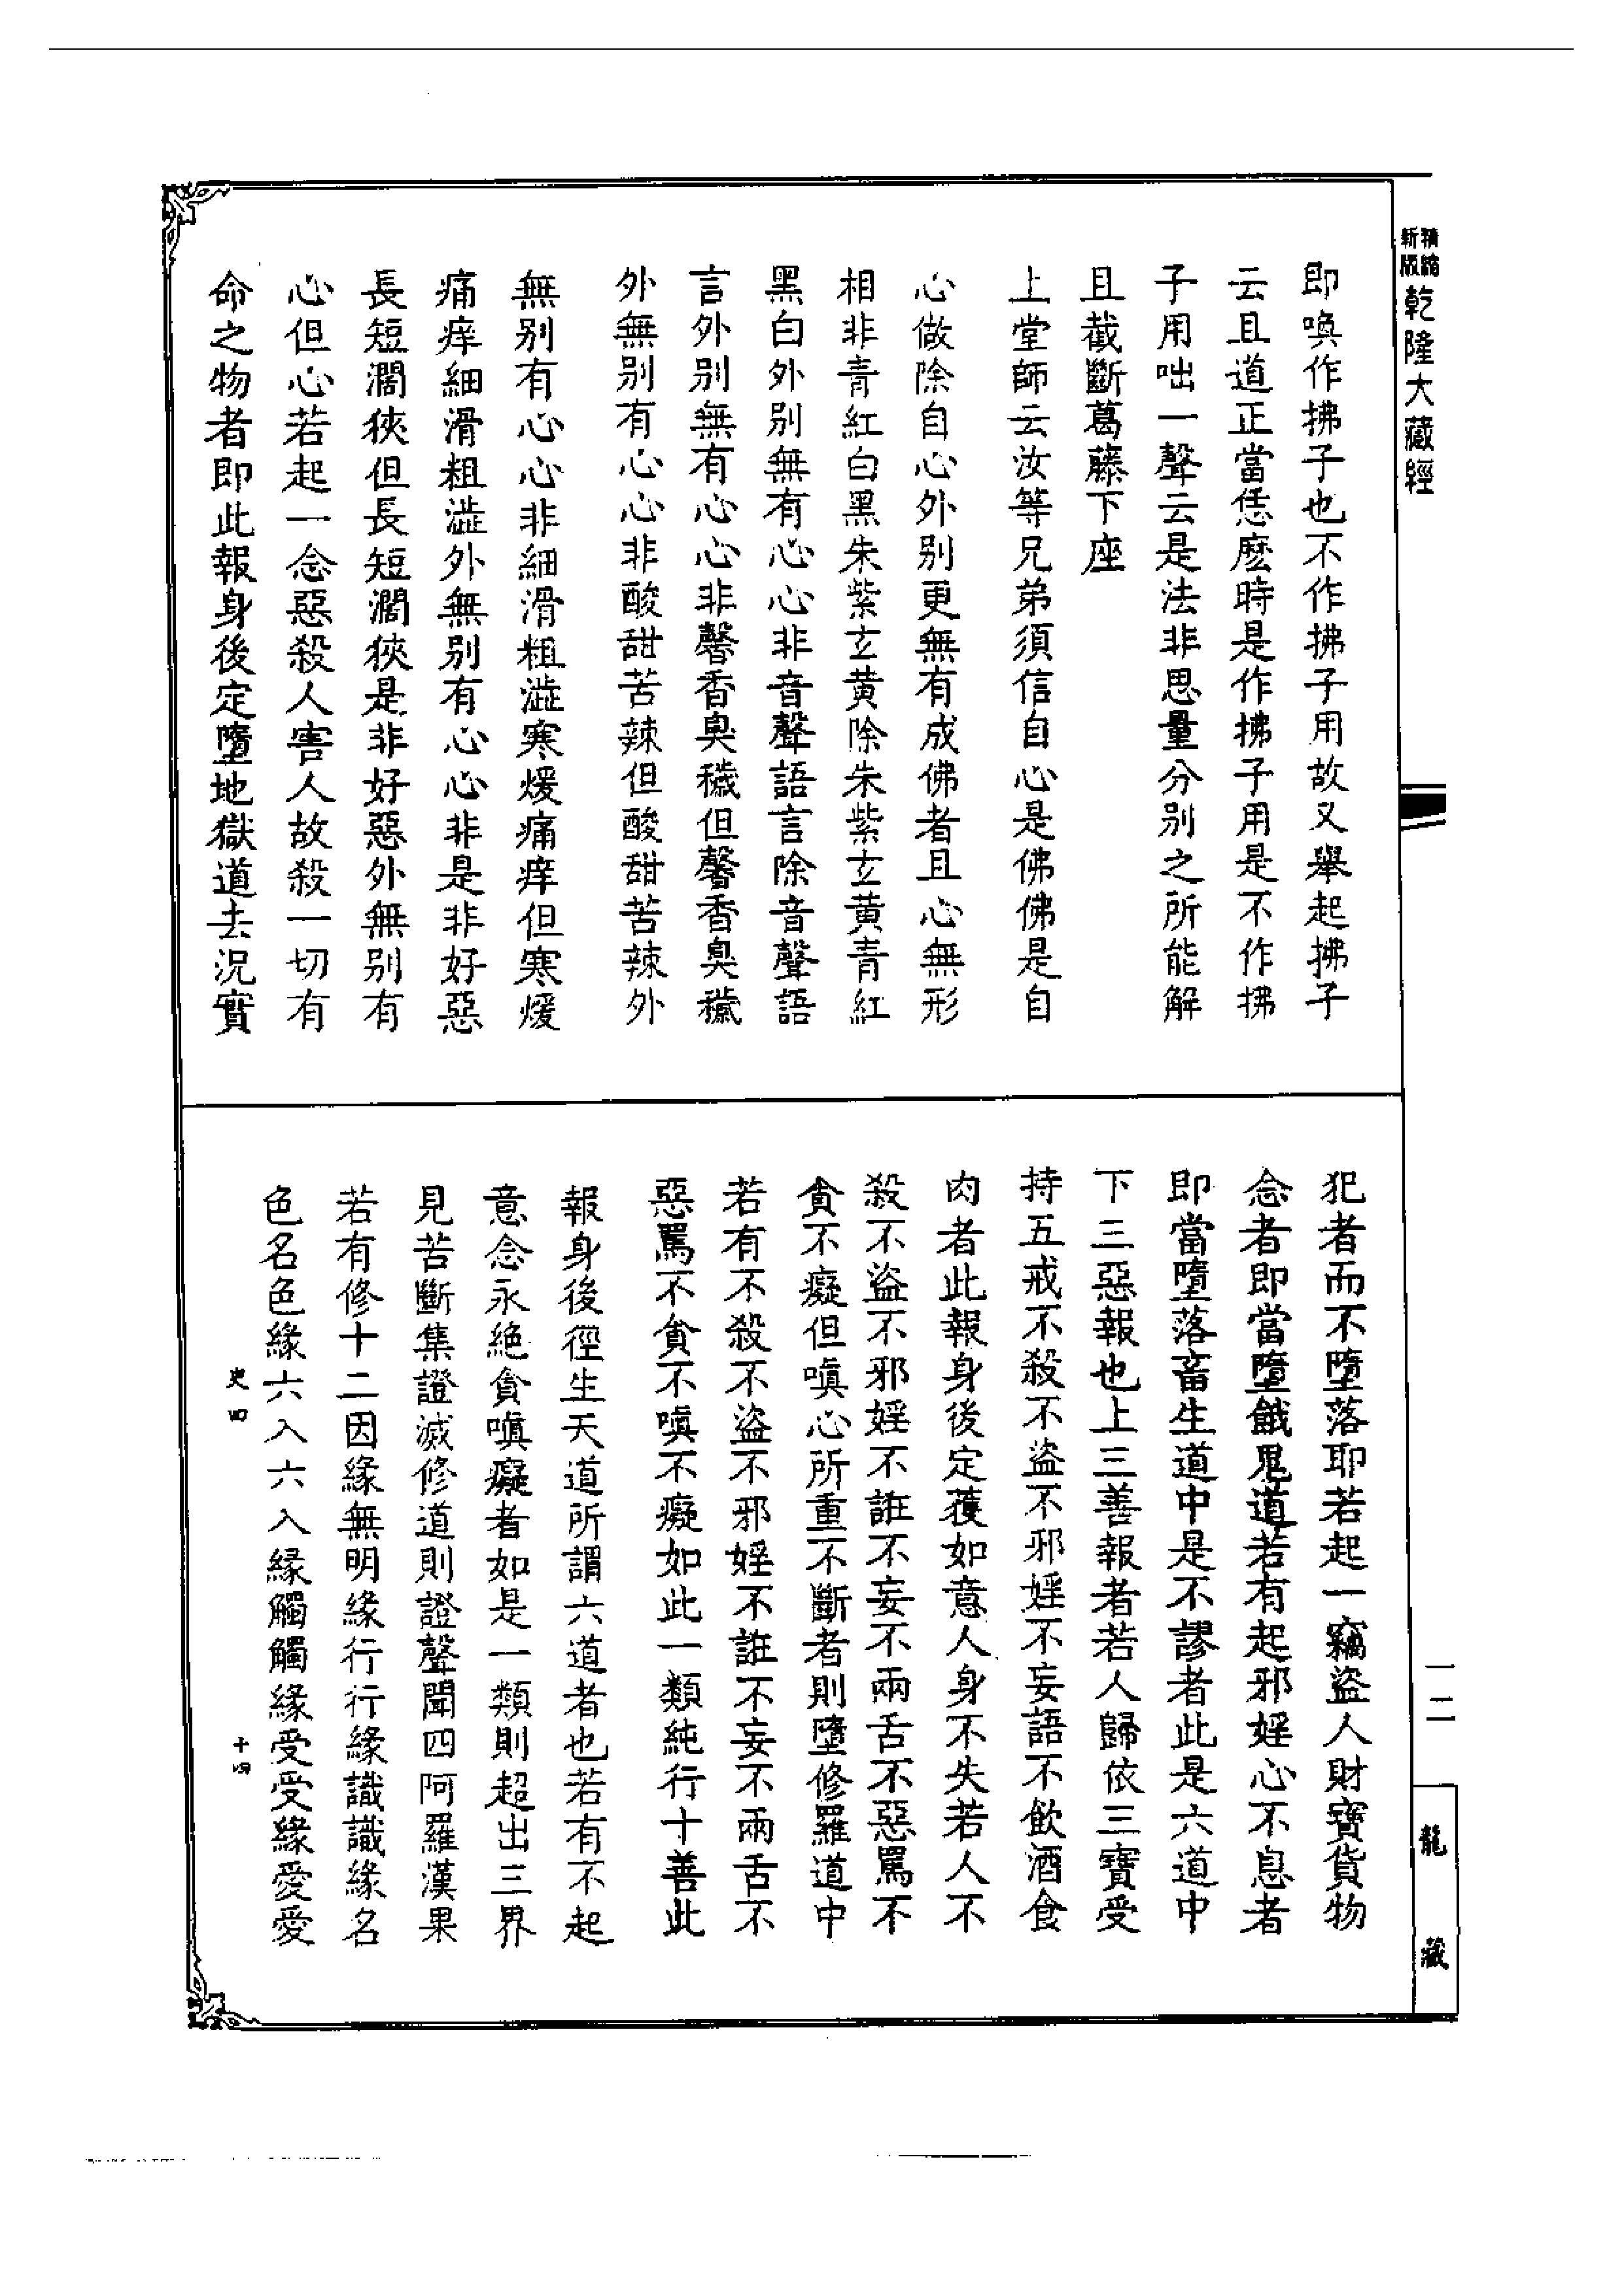 精縮
新版
乾隆大藏經
即喚作拂子也不作拂子用故又舉起拂子
云且道正當恁麽時是作拂子用是不作拂
子用咄一聲云是法非思量分别之所能解
且截斷葛藤下座
上堂師云汝等兄弟須信自心是佛佛是自
心做除自心外别更無有成佛者且心無形
相非青紅白黑朱紫玄黃除朱紫玄黃青紅
黑白外别無有心心非音聲語言除音聲語
言外别無有心心非馨香臭穢但馨香臭穢
外無别有心心非酸甜苦辣但酸甜苦辣外
無别有心心非細滑粗澁寒煖痛痒但寒煖
痛痒細滑粗澁外無别有心心非是非好惡
長短濶狹但長短濶狹是非好惡外無别有
心但心若起一念惡殺人害人故殺一切有
命之物者即此報身後定墮地獄道去況實
犯者而不墮落耶若起一竊盜人財寶貨物
念者即當墮餓鬼道若有起邪婬心不息者
即當墮落畜生道中是不謬者此是六道中
下三惡報也上三善報者若人歸依三寶受
持五戒不殺不盜不邪婬不妄語不飲酒食
肉者此報身後定獲如意人身不失若人不
殺不盜不邪婬不誑不妄不兩舌不惡罵不
貪不癡但嗔心所重不斷者則墮修羅道中
若有不殺不盜不邪婬不誑不妄不兩舌不
惡罵不貪不嗔不癡如此一類純行十善此
報身後徑生天道所謂六道者也若有不起
意念永絶貪嗔癡者如是一類則超出三界
見苦斷集證滅修道則證聲聞四阿羅漢果
若有修十二因緣無明緣行行緣識識緣名
色名色緣六入六入緣觸觸緣受受緣愛愛
史四
十四
一二
龍藏